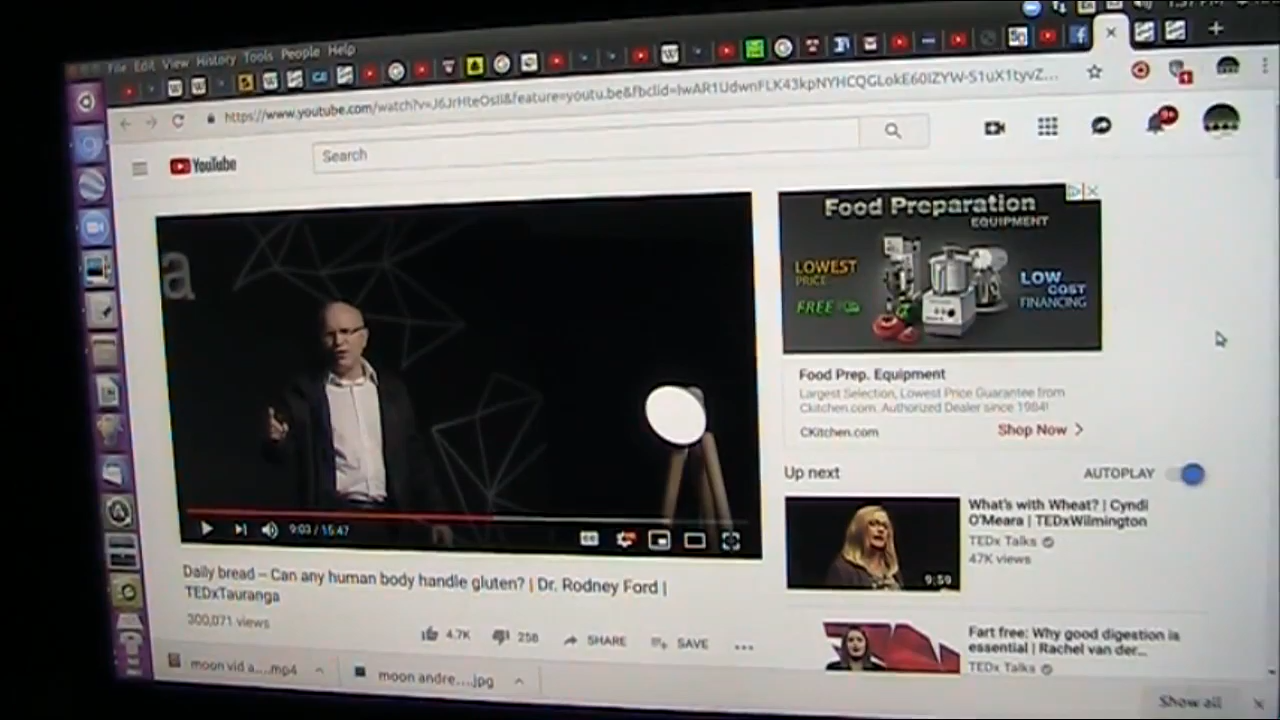 File Edit View History Tools People Help
YouTube
Search
9+
1
a
9:03 / 15:47
Daily bread – Can any human body handle gluten? | Dr. Rodney Ford |
TEDxTauranga
300,071 views
4.7K
258
SHARE
SAVE
Food Preparation
EQUIPMENT
LOWEST
PRICE
FREE
LOW
COST
FINANCING
Food Prep. Equipment
Largest Selection, Lowest Price Guarantee from
Ckitchen.com. Authorized Dealer since 1984!
CKitchen.com
Shop Now
Up next
AUTOPLAY
What's with Wheat? | Cyndi
O'Meara | TEDxWilmington
TEDx Talks
47K views
9:59
Fart free: Why good digestion is
essential | Rachel van der...
TEDx Talks
moon vid a....mp4
moon andre....jpg
Show all